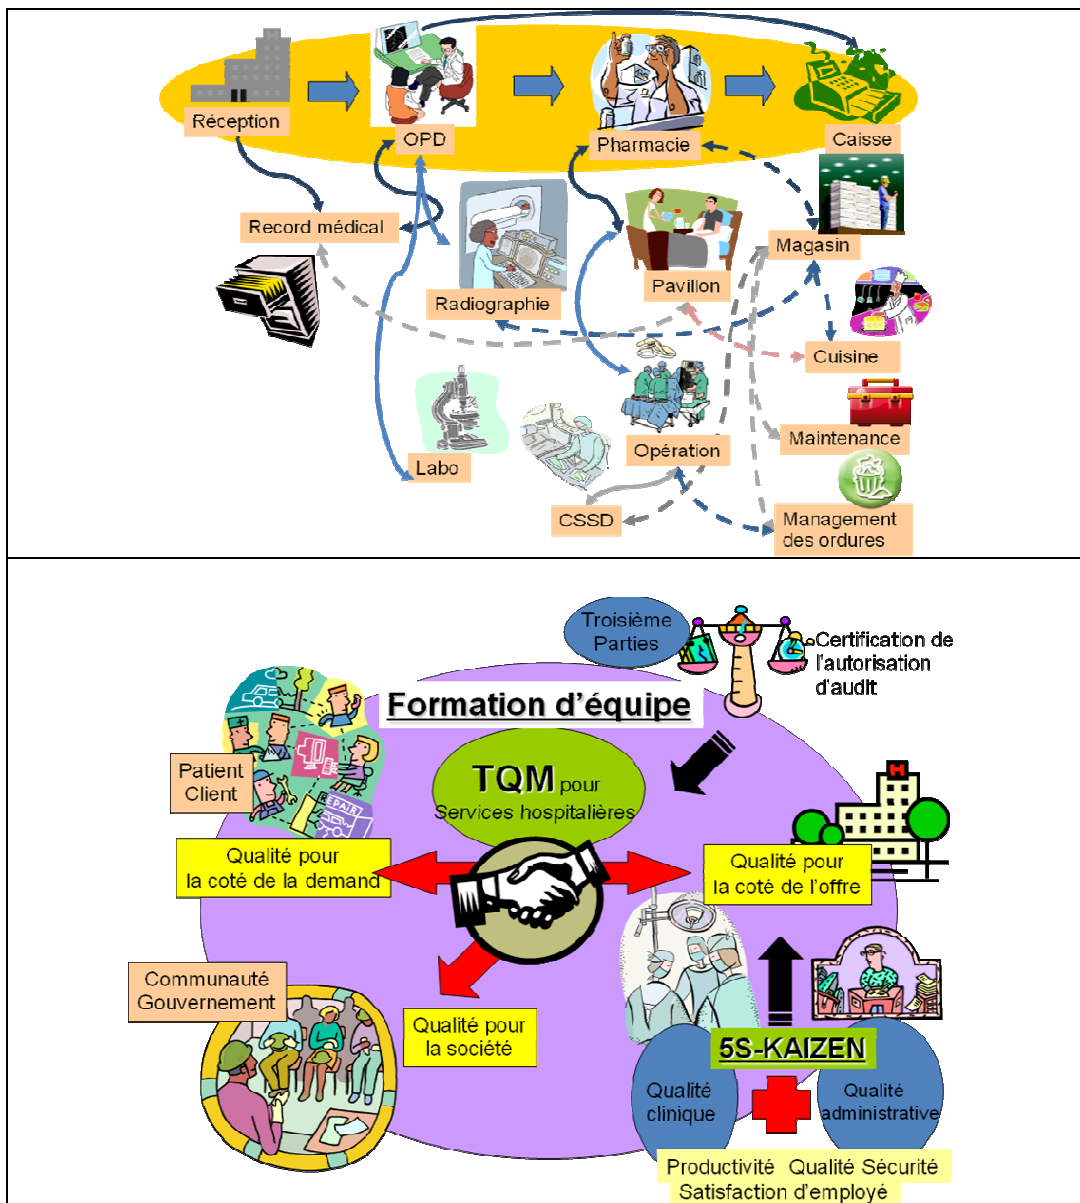 Réception
OPD
Pharmacie
Caisse
Record médical
Radiographie
Pavillon
Magasin
Cuisine
Labo
Opération
Maintenance
CSSD
Management
des ordures
Troisième
Parties
Certification de
l'autorisation
d'audit
Formation d'équipe
Patient
Client
TQM pour
Services hospitalières
REPAIR
H
Qualité pour
la coté de la demand
Qualité pour
la coté de l'offre
Communauté
Gouvernement
Qualité pour
la société
5S-KAIZEN
Qualité
clinique
Qualité
administrative
Productivité Qualité Sécurité
Satisfaction d'employé